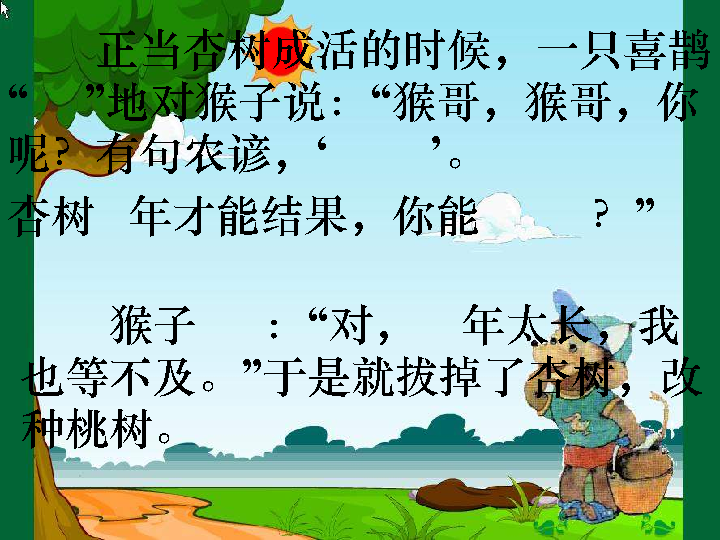 正当杏树成活的时候，一只喜鹊
“ ”地对猴子说：“猴哥，猴哥，你
呢？有句农谚，‘ ’。
杏树 年才能结果，你能 ？”
猴子 ：“对， 年太长，我
也等不及。”于是就拔掉了杏树，改
种桃树。